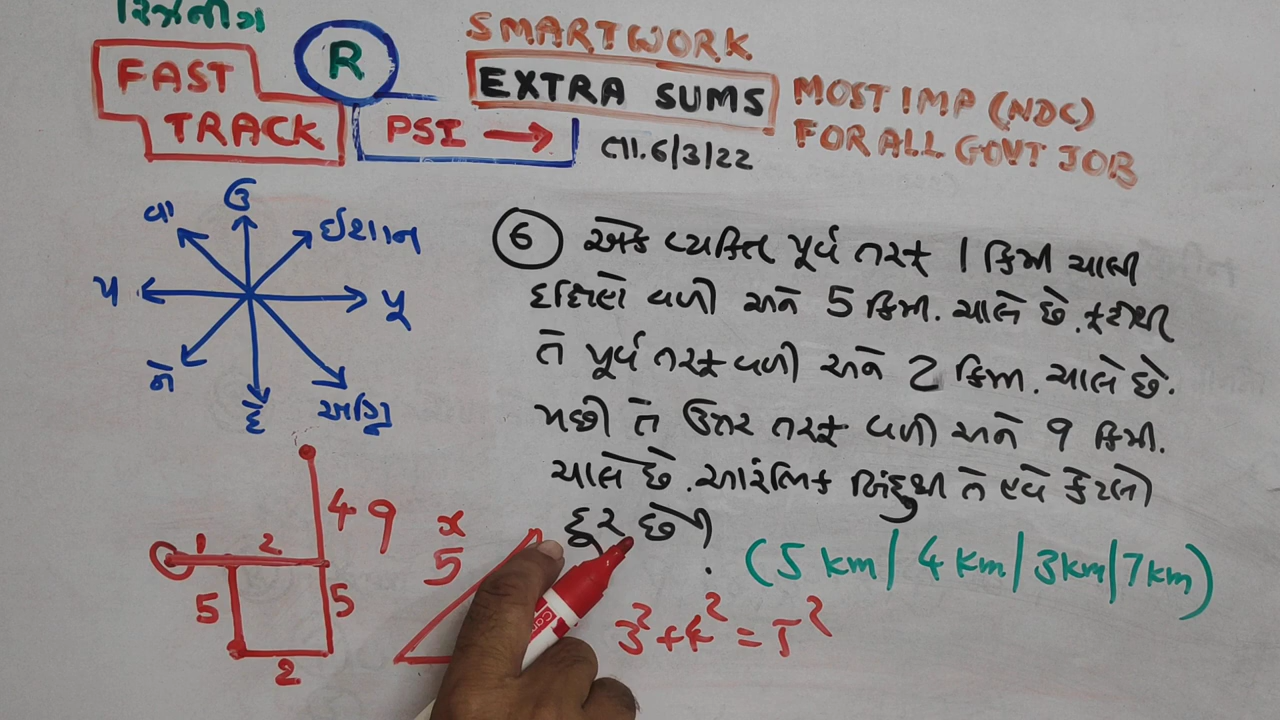 રિઝનીંગ
FAST
TRACK
R
PSI →
SMART WORK
EXTRA SUMS
તા.6/3/22
MOST IMP (NDC)
FOR ALL GOVT JOB
ઉ
વા
ઈશાન
પ
પૂ
નૈ
દ
અગ્નિ
6 એક વ્યક્તિ પૂર્વ તરફ 1 કિમી ચાલી
દક્ષિણે વળી અને 5 કિમી. ચાલે છે. ફરીથી
તે પૂર્વ તરફ વળી અને 2 કિમી. ચાલે છે.
પછી તે ઉત્તર તરફ વળી અને 9 કિમી.
ચાલે છે. આરંભિક બિંદુથી તે હવે કેટલો
દૂર છે?
(5 km / 4 km / 3 km / 7 km)
1 2
4 9
5 5
2
x
5
3² + 4² = 5²